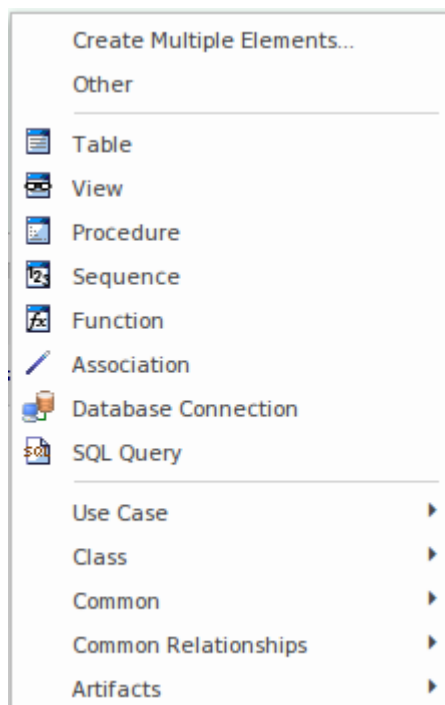 Create Multiple Elements...
Other
Table
View
Procedure
Sequence
Function
Association
Database Connection
SQL Query
Use Case
Class
Common
Common Relationships
Artifacts